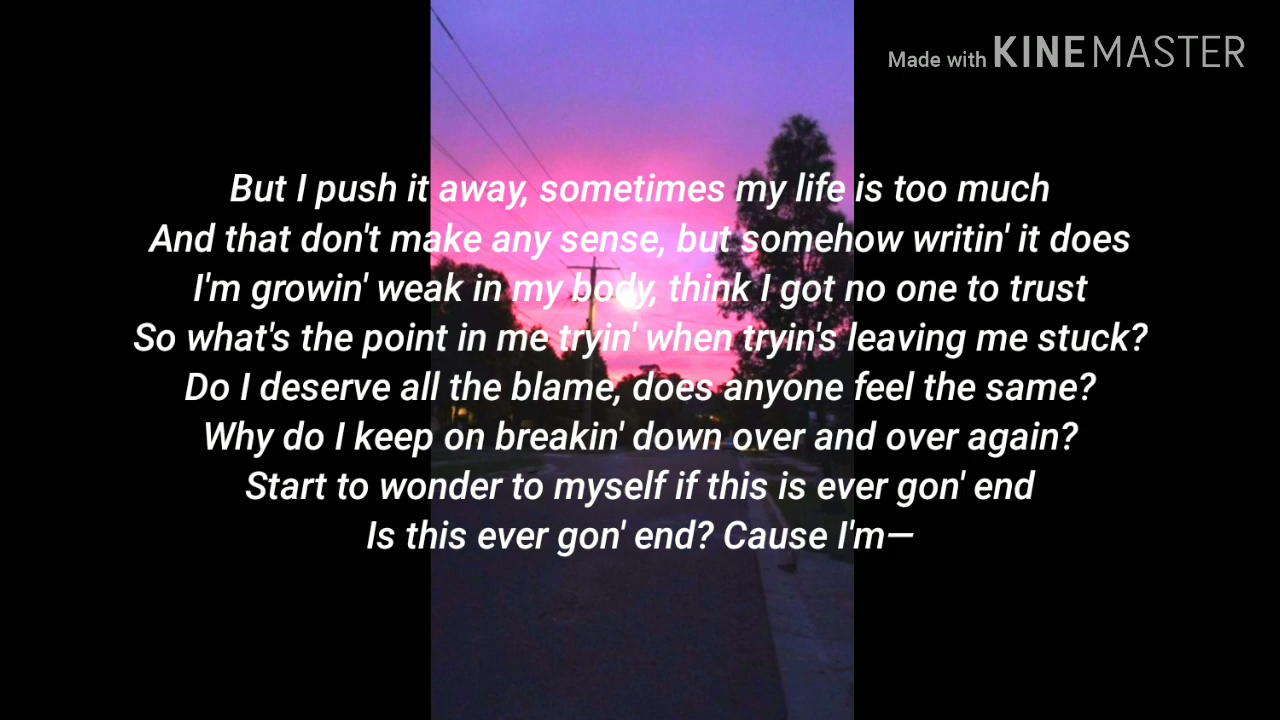 Made with KINEMASTER
But I push it away, sometimes my life is too much
And that don't make any sense, but somehow writin' it does
I'm growin' weak in my body, think I got no one to trust
So what's the point in me tryin' when tryin's leaving me stuck?
Do I deserve all the blame, does anyone feel the same?
Why do I keep on breakin' down over and over again?
Start to wonder to myself if this is ever gon' end
Is this ever gon' end? Cause I'm—